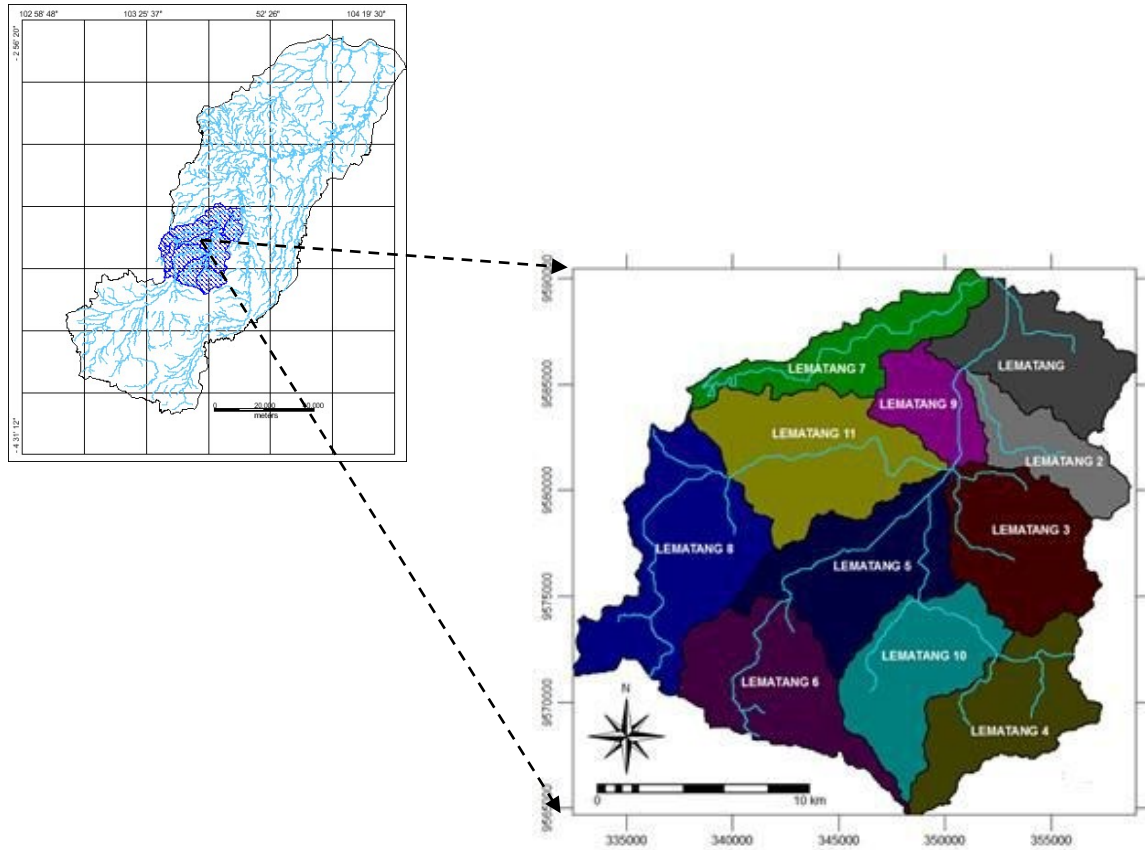 102 58' 48" 103 25' 37" 52' 26" 104 19' 30"
- 2 56' 20"
- 4 31' 12"
meters
LEMATANG 7
LEMATANG
LEMATANG 9
LEMATANG 11
LEMATANG 2
LEMATANG 3
LEMATANG 8
LEMATANG 5
LEMATANG 10
LEMATANG 6
LEMATANG 4
N
0 10 km
9585000
9580000
9575000
9570000
9565000
335000 340000 345000 350000 355000